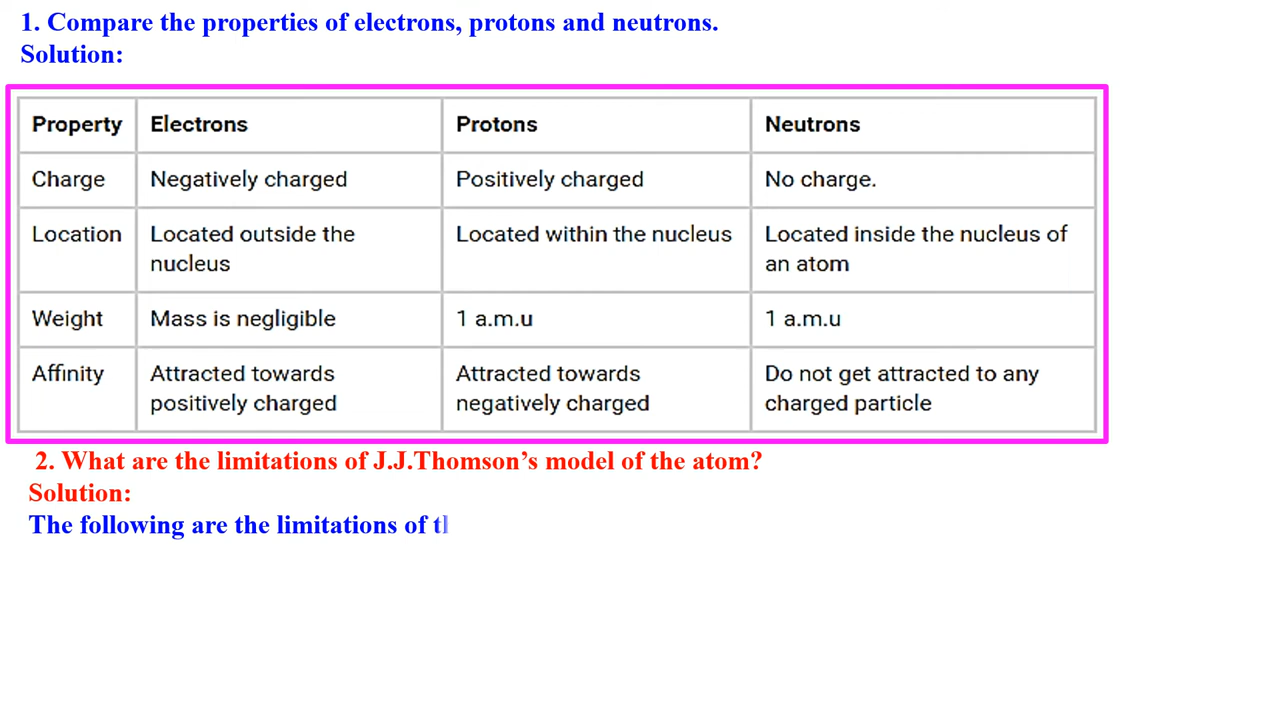 1. Compare the properties of electrons, protons and neutrons.
Solution:
Property Electrons Protons Neutrons
Charge Negatively charged Positively charged No charge.
Location Located outside the nucleus Located within the nucleus Located inside the nucleus of an atom
Weight Mass is negligible 1 a.m.u 1 a.m.u
Affinity Attracted towards positively charged Attracted towards negatively charged Do not get attracted to any charged particle
2. What are the limitations of J.J.Thomson’s model of the atom?
Solution:
The following are the limitations of